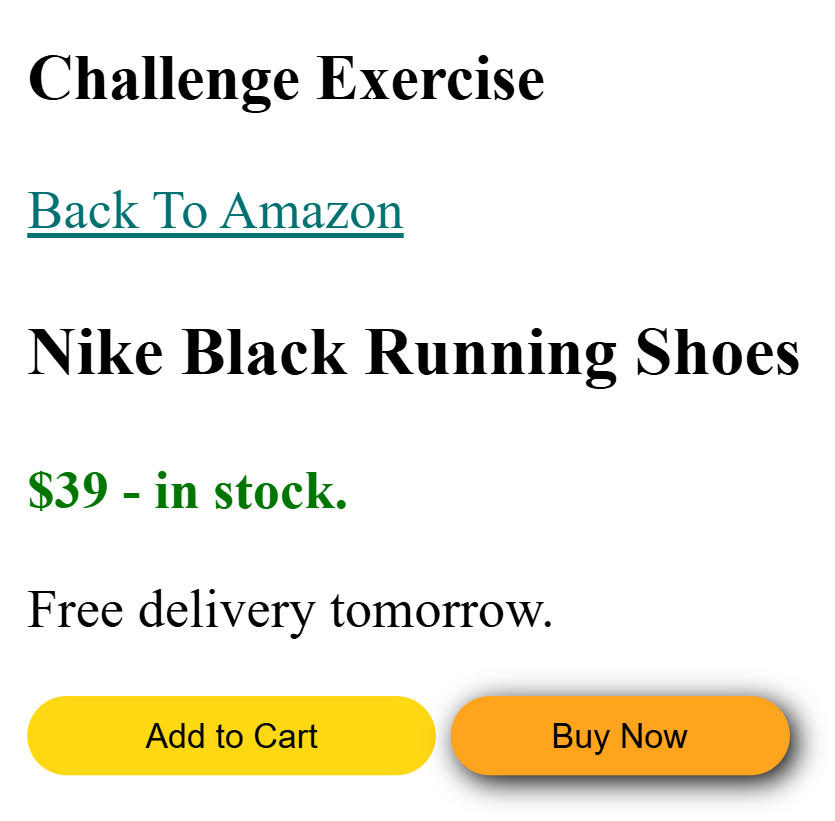 Challenge Exercise
Back To Amazon
Nike Black Running Shoes
$39 - in stock.
Free delivery tomorrow.
Add to Cart Buy Now